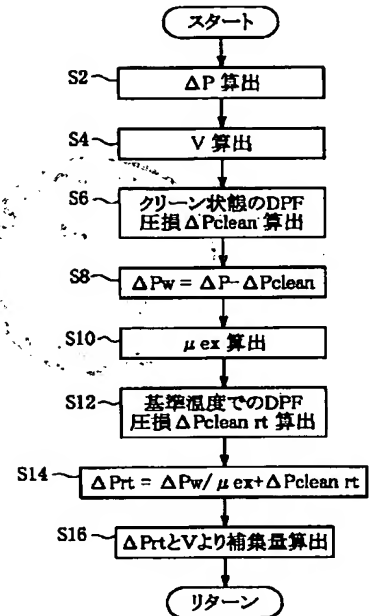 スタート
S2
ΔP 算出
S4
V 算出
S6
クリーン状態のDPF
圧損 ΔPclean 算出
S8
ΔPw = ΔP-ΔPclean
S10
μex 算出
S12
基準温度でのDPF
圧損 ΔPclean rt 算出
S14
ΔPrt = ΔPw/μex+ΔPclean rt
S16
ΔPrtとVより補集量算出
リターン